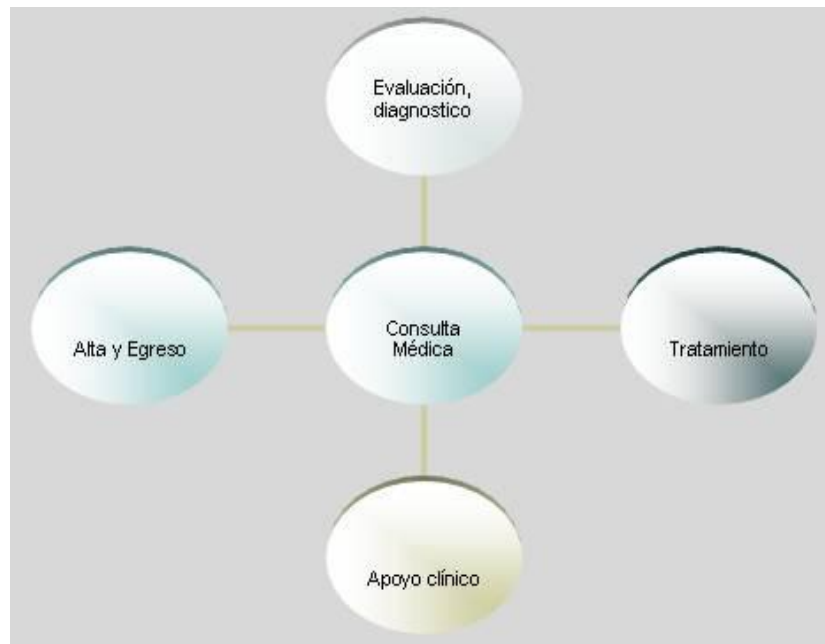 Evaluación,
diagnostico
Alta y Egreso
Consulta
Médica
Tratamiento
Apoyo clínico